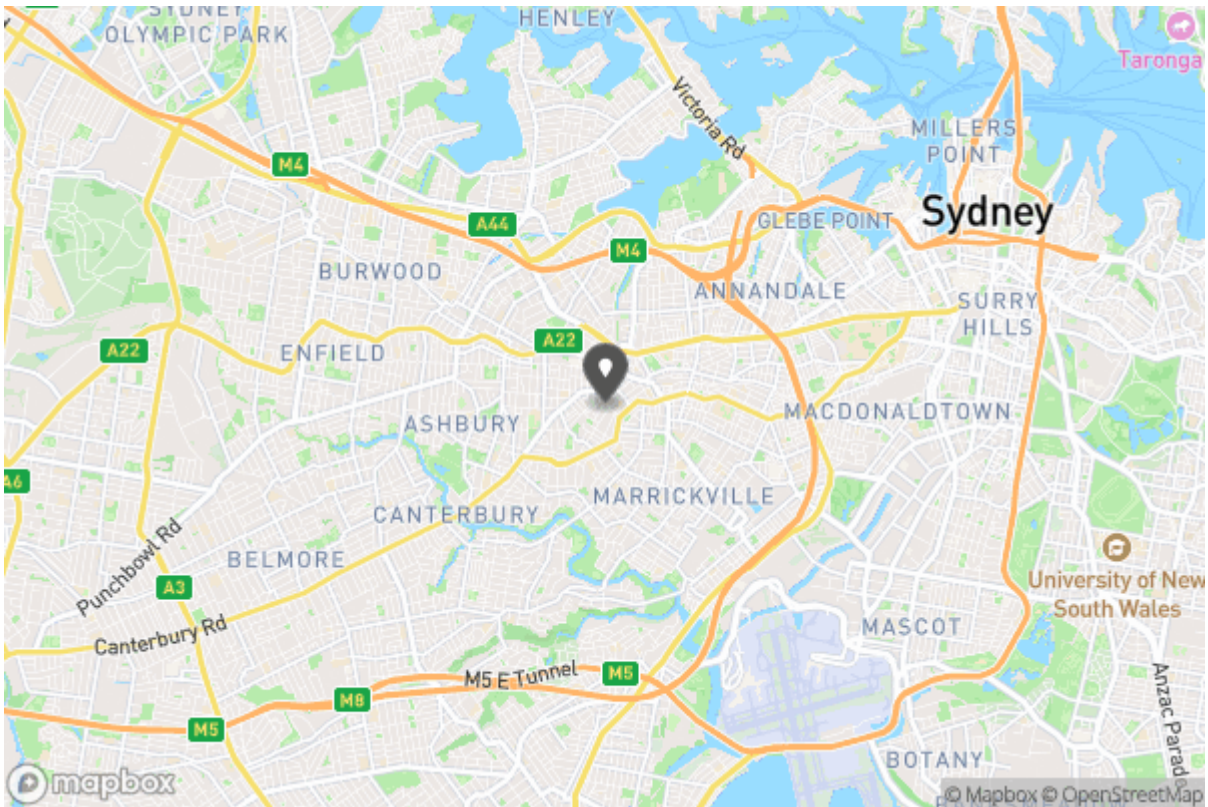 SYDNEY
OLYMPIC PARK
HENLEY
Taronga
Victoria Rd
MILLERS
POINT
M4
A44
GLEBE POINT
Sydney
M4
BURWOOD
ANNANDALE
SURRY
HILLS
A22
A22
ENFIELD
ASHBURY
MACDONALDTOWN
A6
MARRICKVILLE
CANTERBURY
Punchbowl Rd
BELMORE
A3
University of New
South Wales
Canterbury Rd
MASCOT
M5 E Tunnel
M5
M8
M5
Anzac Parade
BOTANY
mapbox
© Mapbox © OpenStreetMap